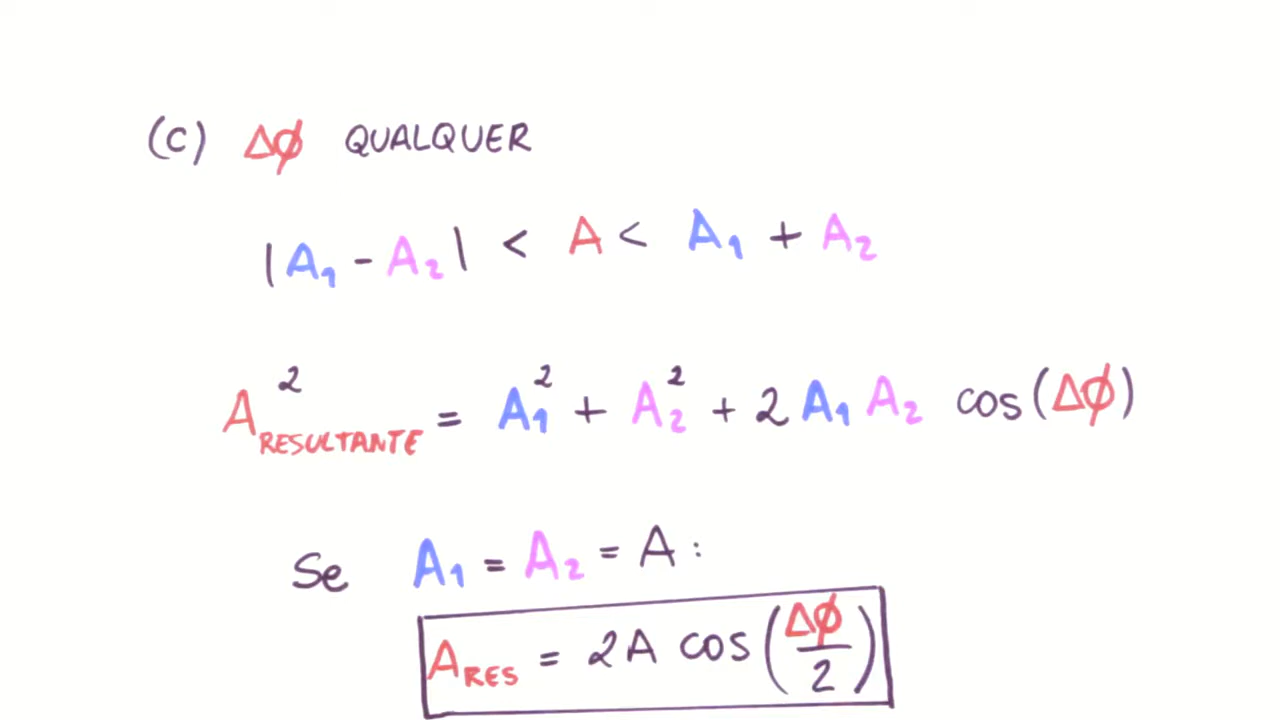 (C) Δϕ QUALQUER
|A₁ - A₂| < A < A₁ + A₂
A²RESULTANTE = A₁² + A₂² + 2 A₁ A₂ cos(Δϕ)
Se A₁ = A₂ = A :
ARES = 2A cos(Δϕ/2)